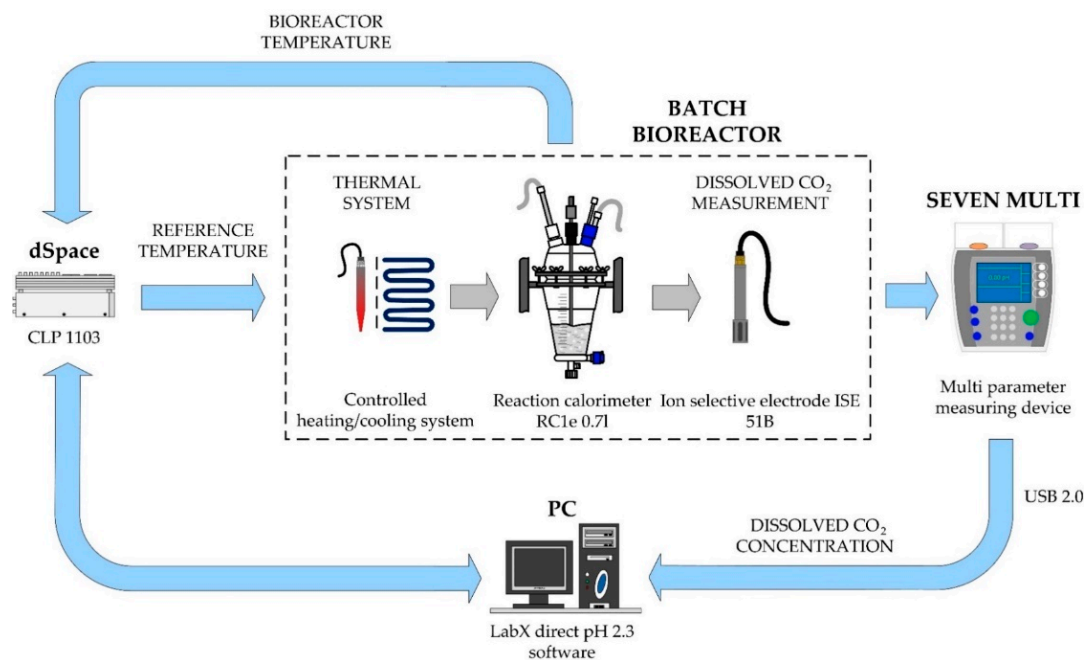 BIOREACTOR
TEMPERATURE
BATCH
BIOREACTOR
THERMAL
SYSTEM
DISSOLVED CO₂
MEASUREMENT
SEVEN MULTI
dSpace
REFERENCE
TEMPERATURE
CLP 1103
Controlled
heating/cooling system
Reaction calorimeter
RC1e 0.7l
Ion selective electrode ISE
51B
Multi parameter
measuring device
USB 2.0
PC
DISSOLVED CO₂
CONCENTRATION
LabX direct pH 2.3
software